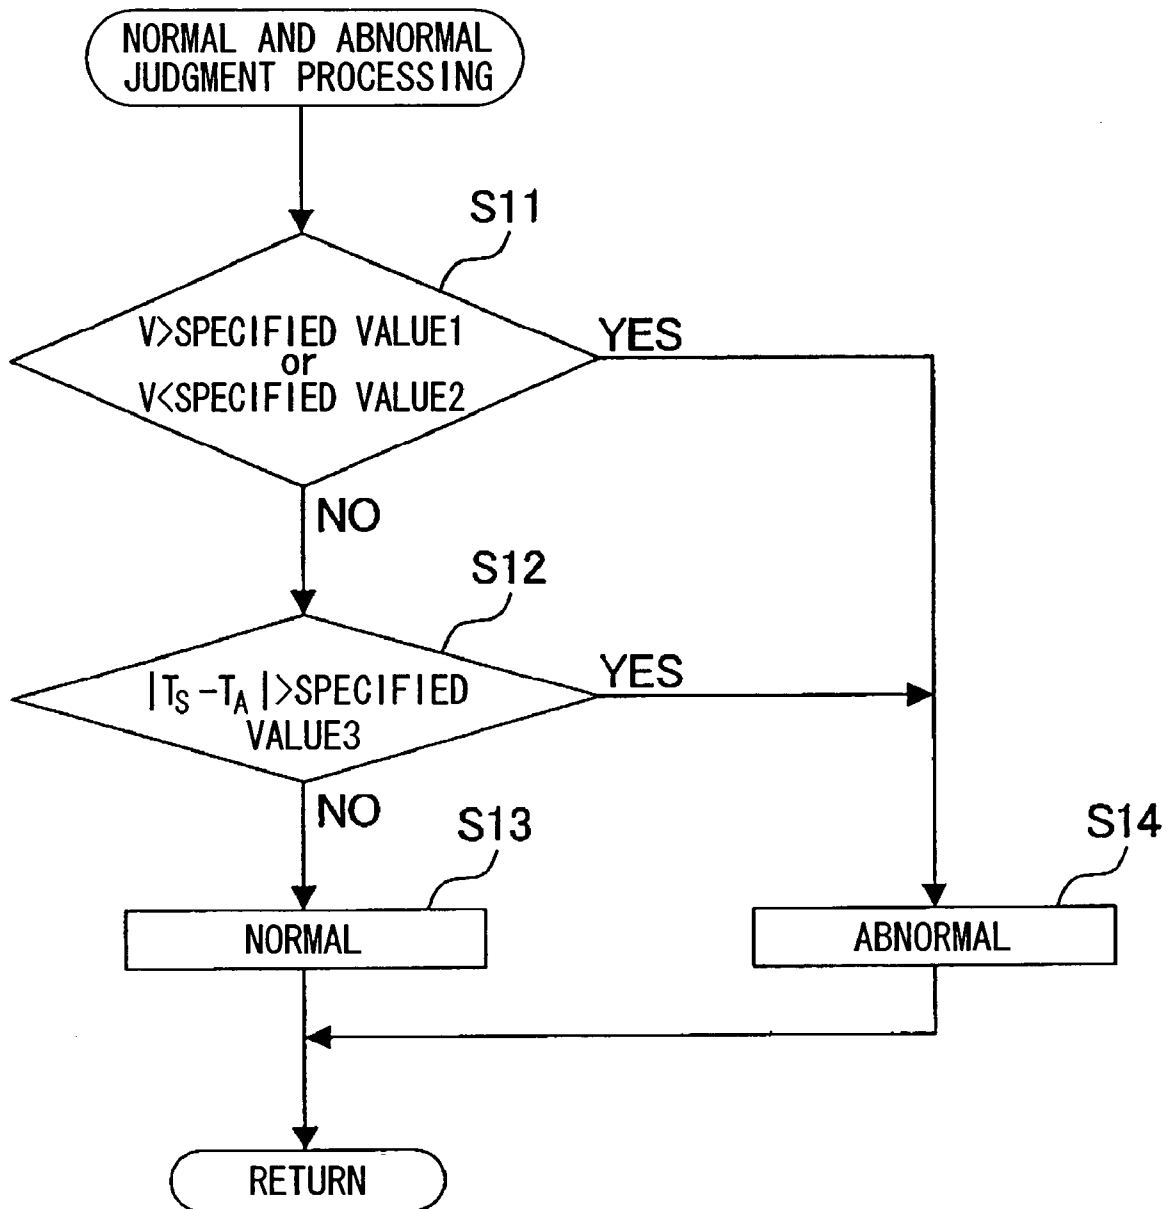 NORMAL AND ABNORMAL
JUDGMENT PROCESSING
S11
V>SPECIFIED VALUE1
or
V<SPECIFIED VALUE2
YES
NO
S12
|TS-TA|>SPECIFIED
VALUE3
YES
NO
S13
NORMAL
S14
ABNORMAL
RETURN